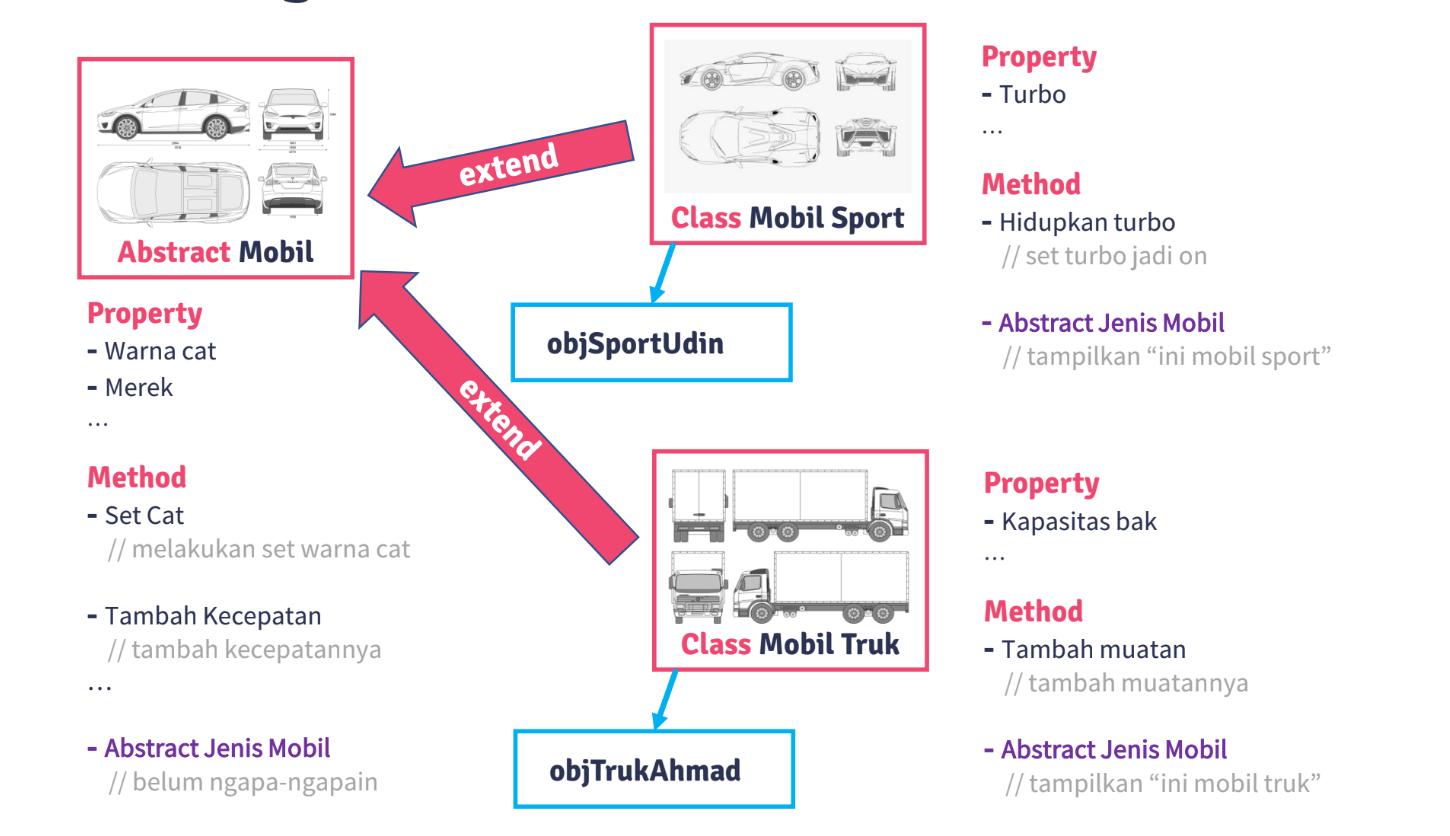 Abstract Mobil
Property
- Warna cat
- Merek
...
Method
- Set Cat
// melakukan set warna cat
- Tambah Kecepatan
// tambah kecepatannya
...
- Abstract Jenis Mobil
// belum ngapa-ngapain
extend
extend
Class Mobil Sport
objSportUdin
Property
- Turbo
...
Method
- Hidupkan turbo
// set turbo jadi on
- Abstract Jenis Mobil
// tampilkan “ini mobil sport”
Class Mobil Truk
objTrukAhmad
Property
- Kapasitas bak
...
Method
- Tambah muatan
// tambah muatannya
- Abstract Jenis Mobil
// tampilkan “ini mobil truk”